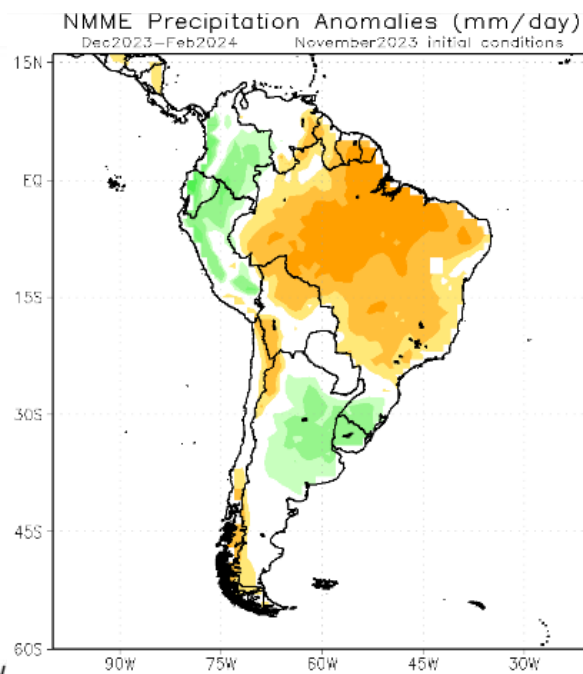 NMME Precipitation Anomalies (mm/day)
Dec2023-Feb2024 November2023 initial conditions
15N
EQ
15S
30S
45S
60S
90W 75W 60W 45W 30W